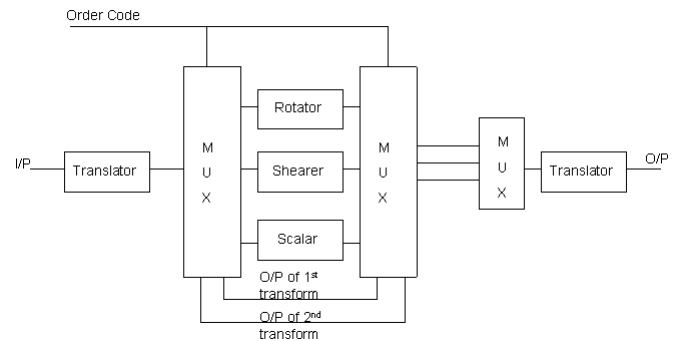 Order Code
Rotator
M
U
X
M
U
X
M
U
X
I/P
Translator
Shearer
Translator
O/P
Scalar
O/P of 1st
transform
O/P of 2nd
transform